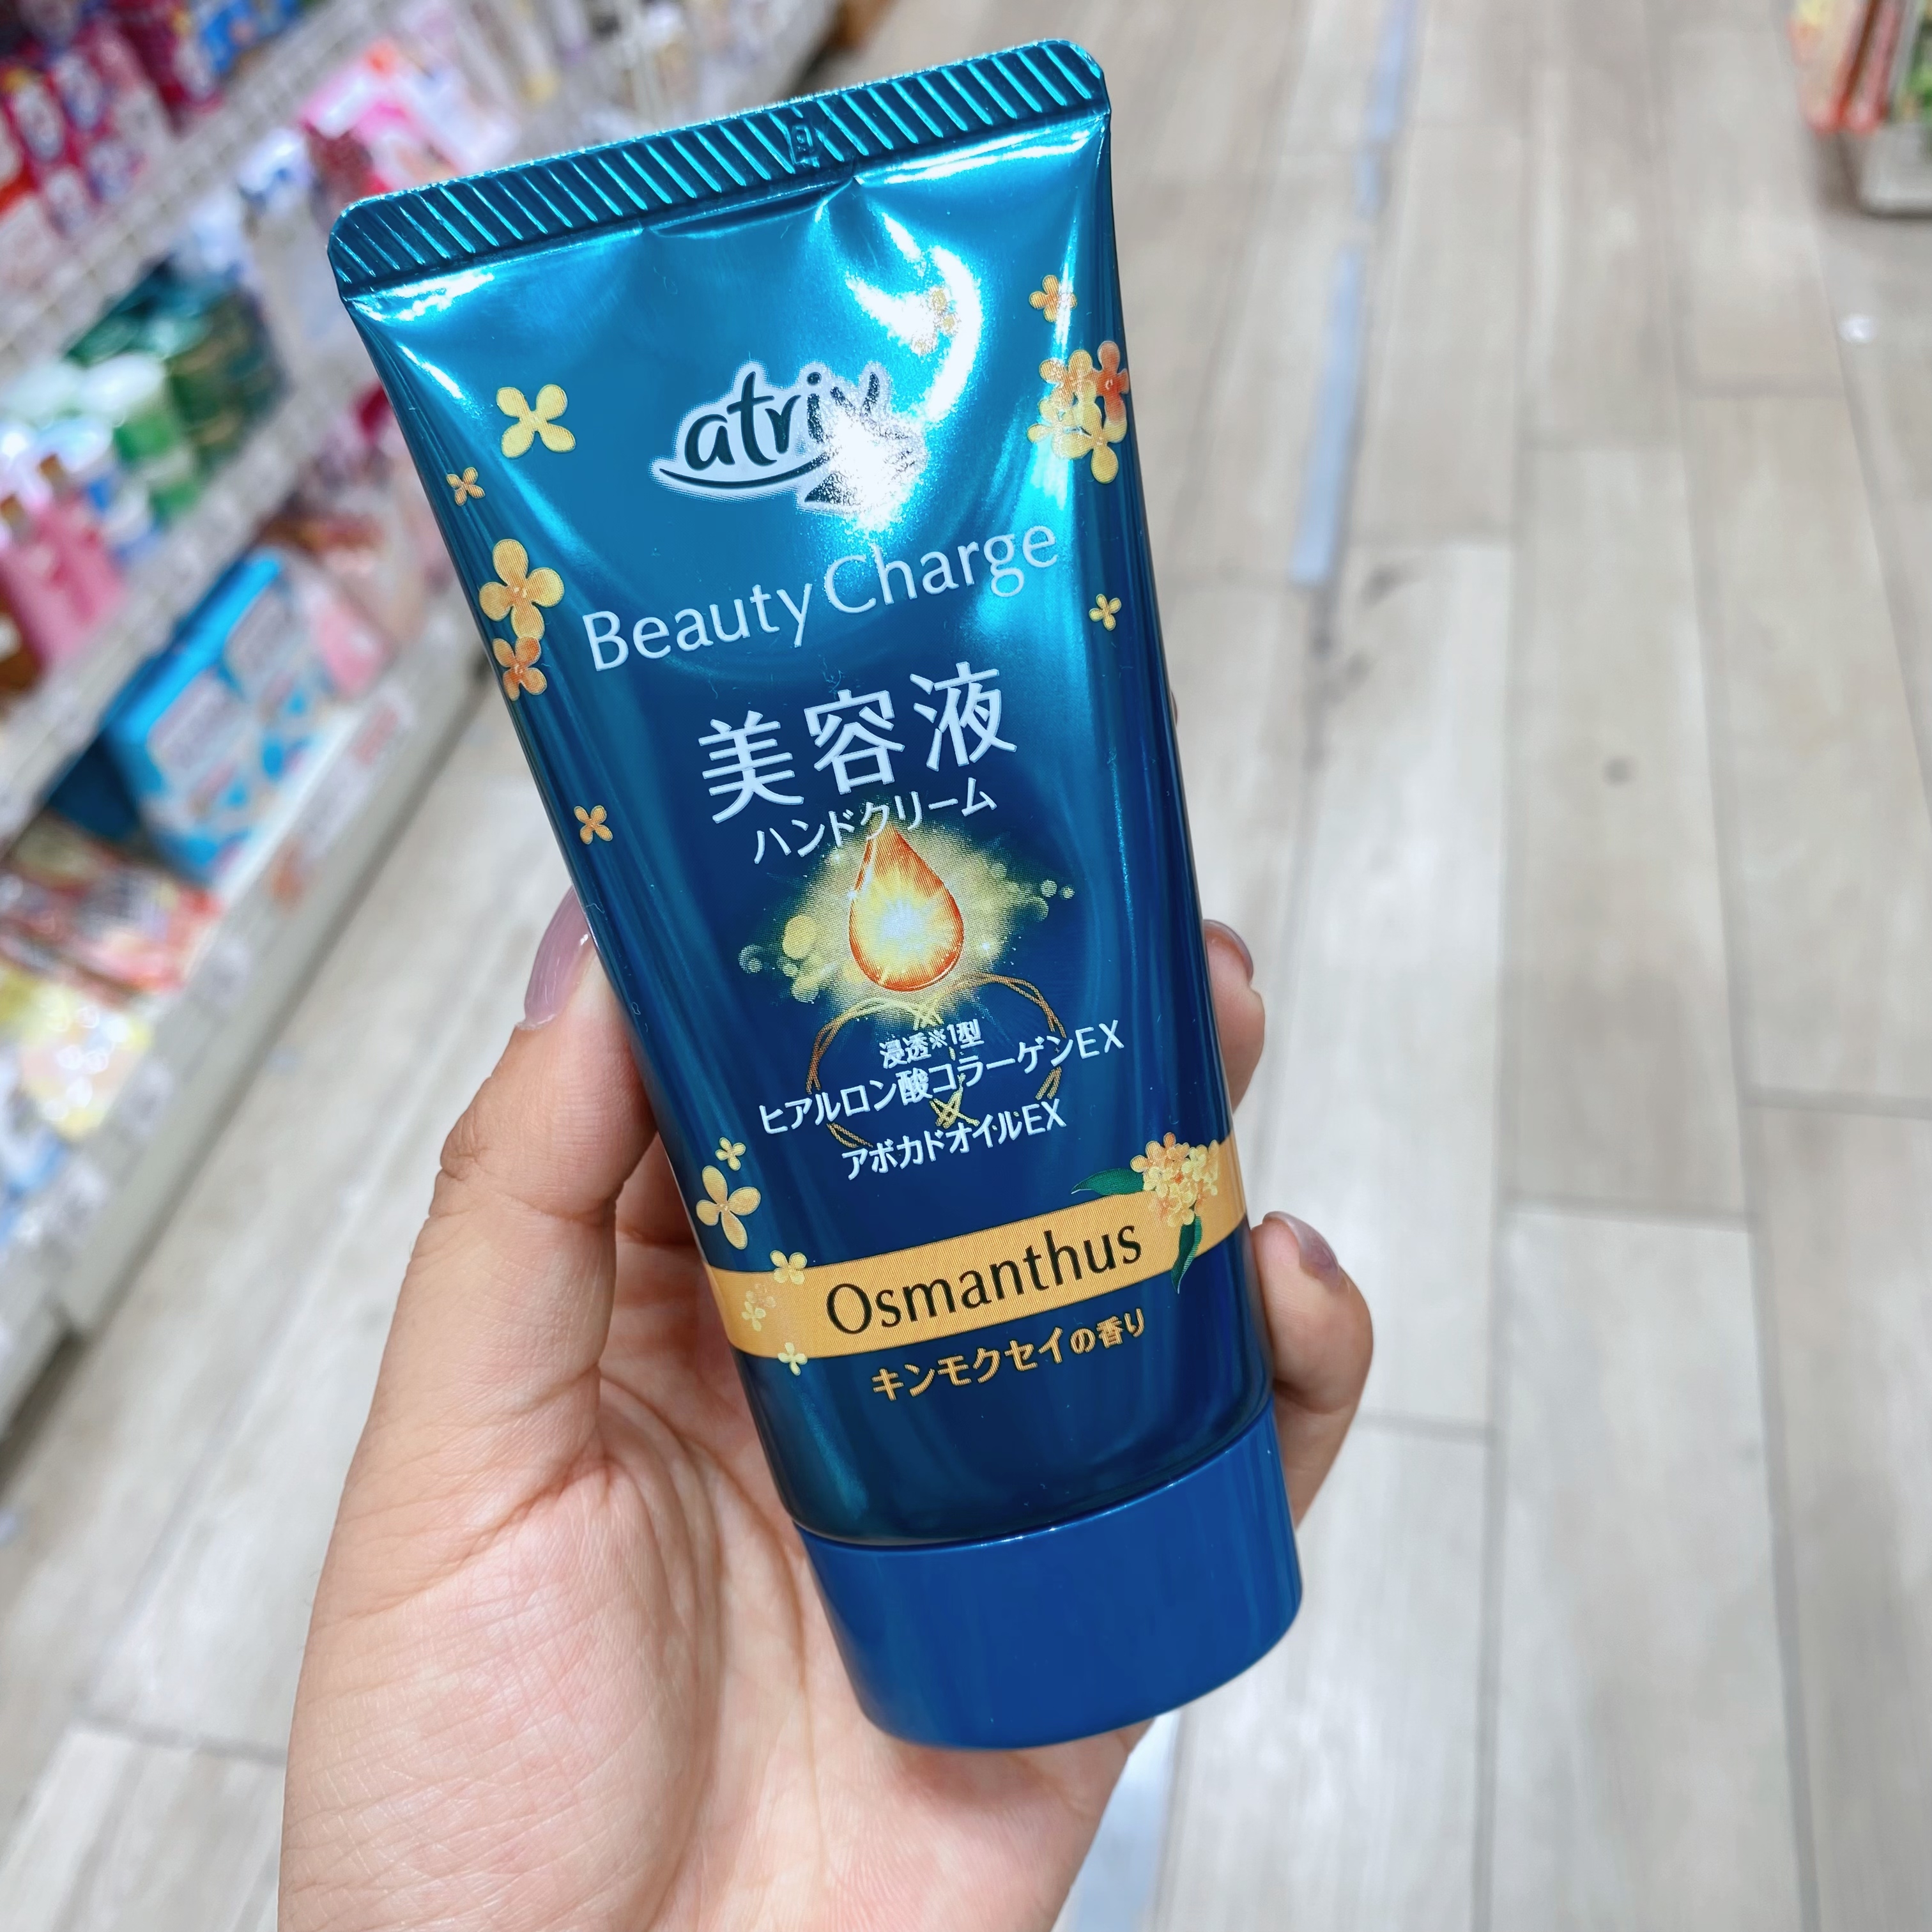 atrix
Beauty Charge
美容液
ハンドクリーム
浸透※1型
ヒアルロン酸コラーゲンEX
×
アボカドオイルEX
Osmanthus
キンモクセイの香り